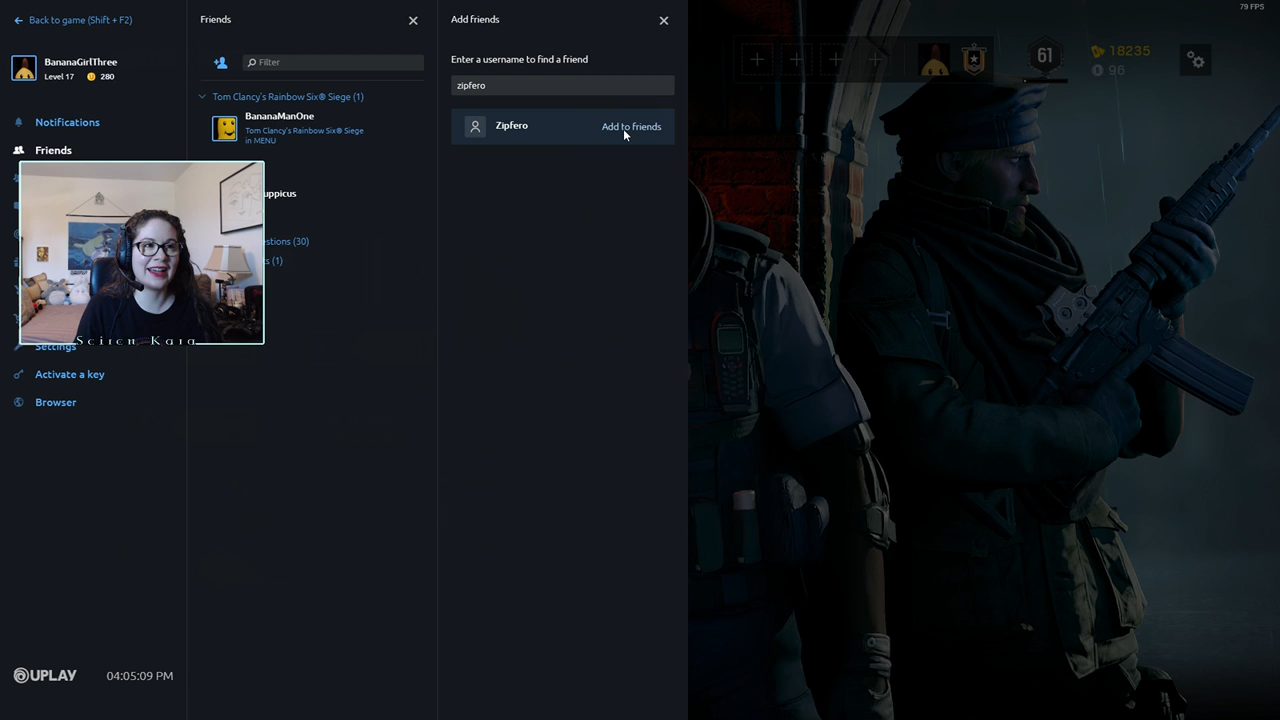 Back to game (Shift + F2)
BananaGirlThree
Level 17 280
Notifications
Friends
Settings
Activate a key
Browser
UPLAY 04:05:09 PM
Friends
Filter
Tom Clancy's Rainbow Six® Siege (1)
BananaManOne
Tom Clancy's Rainbow Six® Siege
in MENU
uppicus
estions (30)
ts (1)
Add friends
Enter a username to find a friend
zipfero
Zipfero Add to friends
79 FPS
61
18235
96